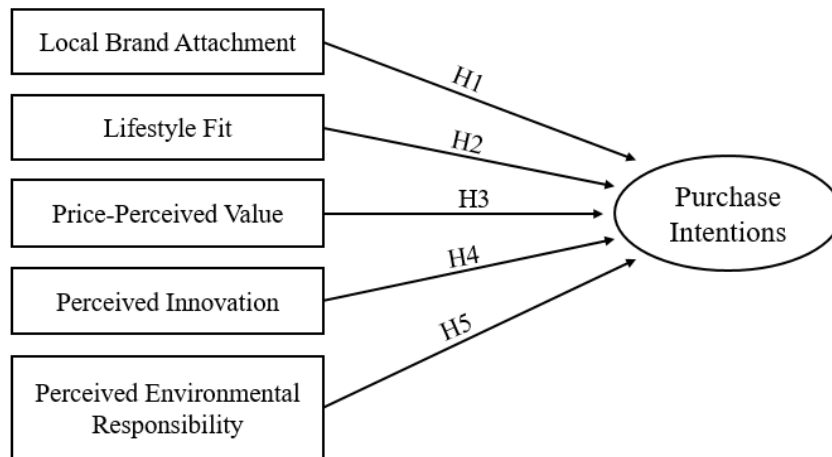 Local Brand Attachment
H1
Lifestyle Fit
H2
Price-Perceived Value
H3
Purchase
Intentions
Perceived Innovation
H4
Perceived Environmental
Responsibility
H5